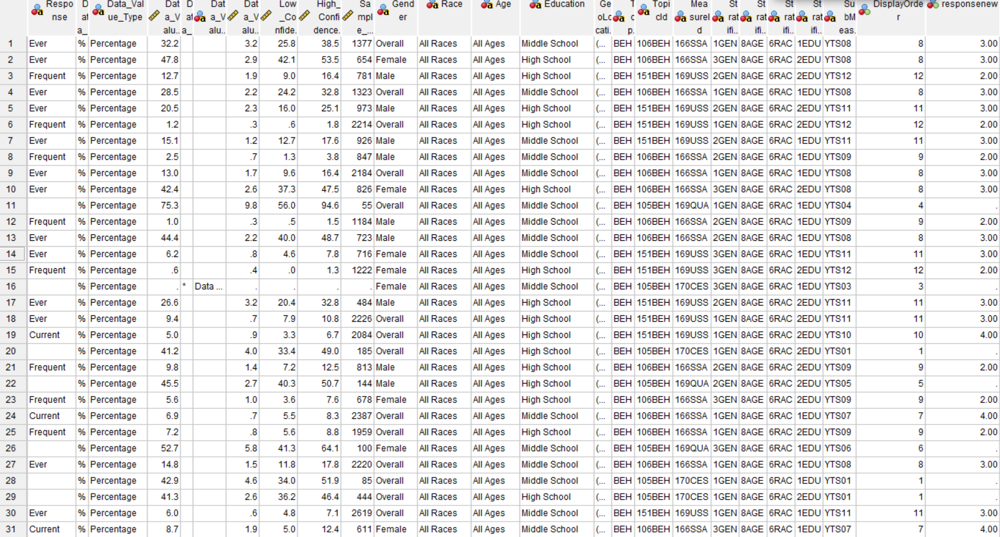 Respo nse D at a_ Data_Val ue_Type Dat a_V alu.. D at a_ Dat a_V alu.. Dat a_V alu.. Low _Co nfide. High_ Confi dence. Sa mpl e_... Gend er Race Age Education Ge oLo cati. T c p. Topi cId Mea sureI d St rat ifi.. St rat ifi.. St rat ifi.. St rat ifi.. Su bM eas. DisplayOrde r responsenew
1 Ever % Percentage 32.2 3.2 25.8 38.5 1377 Overall All Races All Ages Middle School (... BEH 106BEH 166SSA 1GEN 8AGE 6RAC 1EDU YTS08 8 3.00
2 Ever % Percentage 47.8 2.9 42.1 53.5 654 Female All Races All Ages High School (... BEH 106BEH 166SSA 3GEN 8AGE 6RAC 2EDU YTS08 8 3.00
3 Frequent % Percentage 12.7 1.9 9.0 16.4 781 Male All Races All Ages High School (... BEH 151BEH 169USS 2GEN 8AGE 6RAC 2EDU YTS12 12 2.00
4 Ever % Percentage 28.5 2.2 24.2 32.8 1323 Overall All Races All Ages Middle School (... BEH 106BEH 166SSA 1GEN 8AGE 6RAC 1EDU YTS08 8 3.00
5 Ever % Percentage 20.5 2.3 16.0 25.1 973 Male All Races All Ages High School (... BEH 151BEH 169USS 2GEN 8AGE 6RAC 2EDU YTS11 11 3.00
6 Frequent % Percentage 1.2 .3 .6 1.8 2214 Overall All Races All Ages High School (... BEH 151BEH 169USS 1GEN 8AGE 6RAC 2EDU YTS12 12 2.00
7 Ever % Percentage 15.1 1.2 12.7 17.6 926 Male All Races All Ages Middle School (... BEH 151BEH 169USS 2GEN 8AGE 6RAC 1EDU YTS11 11 3.00
8 Frequent % Percentage 2.5 .7 1.3 3.8 847 Male All Races All Ages Middle School (... BEH 106BEH 166SSA 2GEN 8AGE 6RAC 1EDU YTS09 9 2.00
9 Ever % Percentage 13.0 1.7 9.6 16.4 2184 Overall All Races All Ages Middle School (... BEH 106BEH 166SSA 1GEN 8AGE 6RAC 1EDU YTS08 8 3.00
10 Ever % Percentage 42.4 2.6 37.3 47.5 826 Female All Races All Ages High School (... BEH 106BEH 166SSA 3GEN 8AGE 6RAC 2EDU YTS08 8 3.00
11 % Percentage 75.3 9.8 56.0 94.6 55 Overall All Races All Ages Middle School (... BEH 105BEH 169QUA 1GEN 8AGE 6RAC 1EDU YTS04 4 .
12 Frequent % Percentage 1.0 .3 .5 1.5 1184 Male All Races All Ages Middle School (... BEH 106BEH 166SSA 2GEN 8AGE 6RAC 1EDU YTS09 9 2.00
13 Ever % Percentage 44.4 2.2 40.0 48.7 723 Male All Races All Ages Middle School (... BEH 106BEH 166SSA 2GEN 8AGE 6RAC 1EDU YTS08 8 3.00
14 Ever % Percentage 6.2 .8 4.6 7.8 716 Female All Races All Ages Middle School (... BEH 151BEH 169USS 3GEN 8AGE 6RAC 1EDU YTS11 11 3.00
15 Frequent % Percentage .6 .4 .0 1.3 1222 Female All Races All Ages High School (... BEH 151BEH 169USS 3GEN 8AGE 6RAC 2EDU YTS12 12 2.00
16 % Percentage . * Data ... . . . . Female All Races All Ages Middle School (... BEH 105BEH 170CES 3GEN 8AGE 6RAC 1EDU YTS03 3 .
17 Ever % Percentage 26.6 3.2 20.4 32.8 484 Male All Races All Ages High School (... BEH 151BEH 169USS 2GEN 8AGE 6RAC 2EDU YTS11 11 3.00
18 Ever % Percentage 9.4 .7 7.9 10.8 2226 Overall All Races All Ages High School (... BEH 151BEH 169USS 1GEN 8AGE 6RAC 2EDU YTS11 11 3.00
19 Current % Percentage 5.0 .9 3.3 6.7 2084 Overall All Races All Ages High School (... BEH 151BEH 169USS 1GEN 8AGE 6RAC 2EDU YTS10 10 4.00
20 % Percentage 41.2 4.0 33.4 49.0 185 Overall All Races All Ages High School (... BEH 105BEH 170CES 1GEN 8AGE 6RAC 2EDU YTS01 1 .
21 Frequent % Percentage 9.8 1.4 7.2 12.5 813 Male All Races All Ages High School (... BEH 106BEH 166SSA 2GEN 8AGE 6RAC 2EDU YTS09 9 2.00
22 % Percentage 45.5 2.7 40.3 50.7 144 Male All Races All Ages High School (... BEH 105BEH 169QUA 2GEN 8AGE 6RAC 2EDU YTS05 5 .
23 Frequent % Percentage 5.6 1.0 3.6 7.6 678 Female All Races All Ages High School (... BEH 106BEH 166SSA 3GEN 8AGE 6RAC 2EDU YTS09 9 2.00
24 Current % Percentage 6.9 .7 5.5 8.3 2387 Overall All Races All Ages Middle School (... BEH 106BEH 166SSA 1GEN 8AGE 6RAC 1EDU YTS07 7 4.00
25 Frequent % Percentage 7.2 .8 5.6 8.8 1959 Overall All Races All Ages High School (... BEH 106BEH 166SSA 1GEN 8AGE 6RAC 2EDU YTS09 9 2.00
26 % Percentage 52.7 5.8 41.3 64.1 100 Female All Races All Ages Middle School (... BEH 105BEH 169QUA 3GEN 8AGE 6RAC 1EDU YTS06 6 .
27 Ever % Percentage 14.8 1.5 11.8 17.8 2220 Overall All Races All Ages Middle School (... BEH 106BEH 166SSA 1GEN 8AGE 6RAC 1EDU YTS08 8 3.00
28 % Percentage 42.9 4.6 34.0 51.9 85 Overall All Races All Ages Middle School (... BEH 105BEH 170CES 1GEN 8AGE 6RAC 1EDU YTS01 1 .
29 % Percentage 41.3 2.6 36.2 46.4 444 Overall All Races All Ages High School (... BEH 105BEH 170CES 1GEN 8AGE 6RAC 2EDU YTS01 1 .
30 Ever % Percentage 6.0 .6 4.8 7.1 2619 Overall All Races All Ages Middle School (... BEH 151BEH 169USS 1GEN 8AGE 6RAC 1EDU YTS11 11 3.00
31 Current % Percentage 8.7 1.9 5.0 12.4 611 Female All Races All Ages Middle School (... BEH 106BEH 166SSA 3GEN 8AGE 6RAC 1EDU YTS07 7 4.00